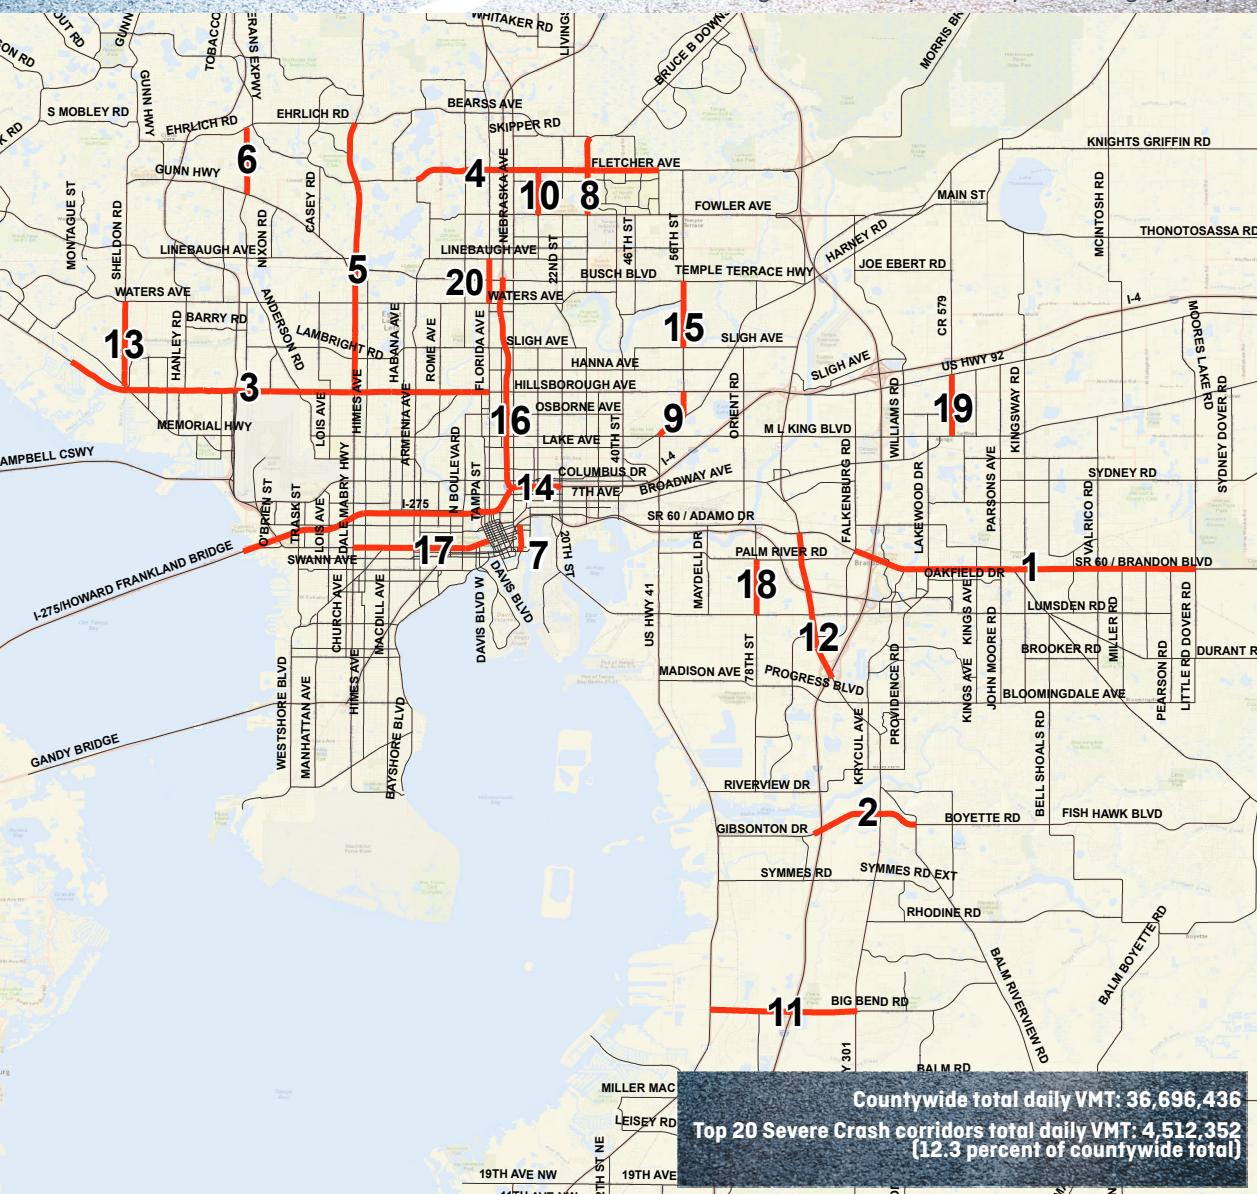 WHITAKER RD
BRUCE B DOWNS
S MOBLEY RD
GUNN HWY
EHRLICH RD
EHRLICH RD
BEARSS AVE
SKIPPER RD
KNIGHTS GRIFFIN RD
6
GUNN HWY
CASEY RD
4
NEBRASKA AVE
FLETCHER AVE
10
8
MONTAGUE ST
SHELDON RD
NIXON RD
FOWLER AVE
MAIN ST
MCINTOSH RD
THONOTOSASSA RD
LINEBAUGH AVE
LINEBAUGH AVE
22ND ST
46TH ST
56TH ST
HARNEY RD
5
20
BUSCH BLVD
TEMPLE TERRACE HWY
JOE EBERT RD
WATERS AVE
WATERS AVE
CR 579
I-4
13
HANLEY RD
BARRY RD
ANDERSON RD
LAMBRIGHT RD
HABANA AVE
ROME AVE
FLORIDA AVE
SLIGH AVE
15
SLIGH AVE
SLIGH AVE
US HWY 92
MOORES LAKE RD
HANNA AVE
3
HILLSBOROUGH AVE
LOIS AVE
HIMES AVE
ARMENIA AVE
16
OSBORNE AVE
9
ORIENT RD
WILLIAMS RD
19
KINGSWAY RD
SYDNEY DOVER RD
MEMORIAL HWY
LAKE AVE
40TH ST
M L KING BLVD
AMPBELL CSWY
DALE MABRY HWY
N BOULEVARD
TAMPA ST
I-4
COLUMBUS DR
BROADWAY AVE
FALKENBURG RD
LAKEWOOD DR
PARSONS AVE
SYDNEY RD
14
7TH AVE
O'BRIEN ST
TRASK ST
LOIS AVE
I-275
SR 60 / ADAMO DR
VALRICO RD
17
7
20TH ST
PALM RIVER RD
SWANN AVE
I-275/HOWARD FRANKLAND BRIDGE
MAYDELL DR
18
1
SR 60 / BRANDON BLVD
OAKFIELD DR
DAVIS BLVD
DAVIS BLVD W
CHURCH AVE
MACDILL AVE
US HWY 41
78TH ST
12
KINGS AVE
JOHN MOORE RD
LUMSDEN RD
MILLER RD
LITTLE RD DOVER RD
BROOKER RD
DURANT R
WESTSHORE BLVD
MANHATTAN AVE
HIMES AVE
BAYSHORE BLVD
MADISON AVE
PROGRESS BLVD
PROVIDENCE RD
KINGS AVE
BLOOMINGDALE AVE
PEARSON RD
GANDY BRIDGE
KRYCUL AVE
BELL SHOALS RD
RIVERVIEW DR
2
GIBSONTON DR
BOYETTE RD
FISH HAWK BLVD
SYMMES RD
SYMMES RD EXT
RHODINE RD
BALM RIVERVIEW RD
BALM BOYETTE RD
11
BIG BEND RD
Y 301
BALM RD
MILLER MAC
LEISEY RD
19TH AVE NW
19TH AVE
Countywide total daily VMT: 36,696,436
Top 20 Severe Crash corridors total daily VMT: 4,512,352
(12.3 percent of countywide total)